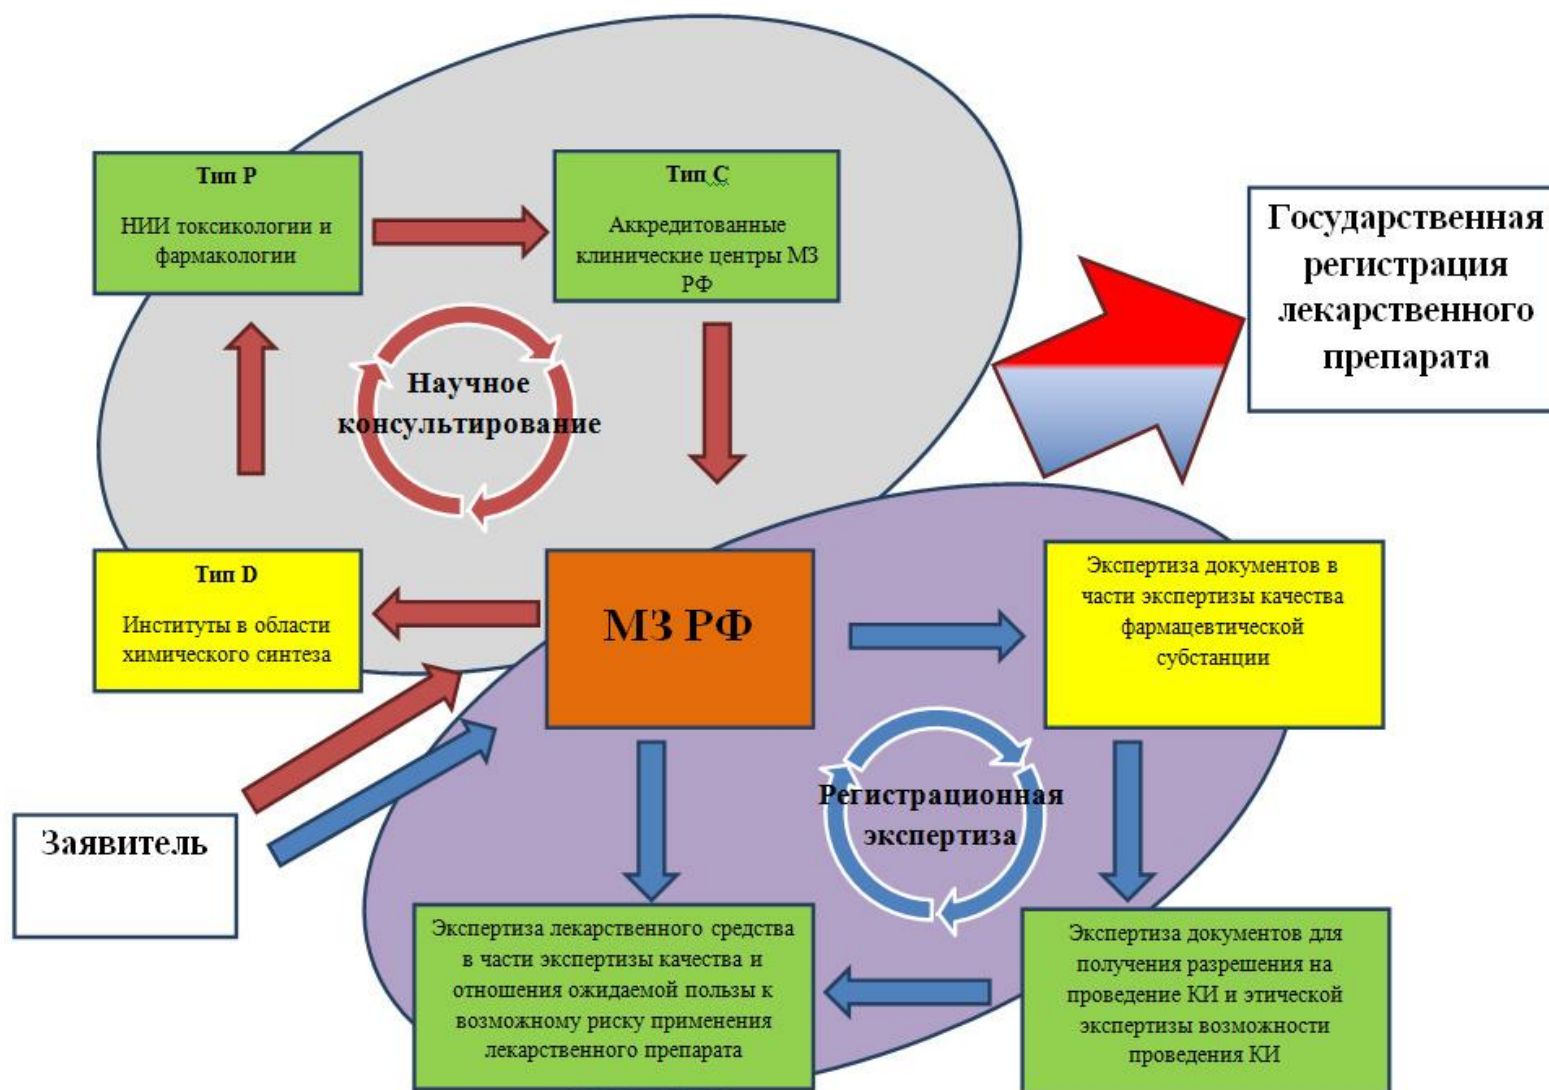 Тип P
НИИ токсикологии и
фармакологии
Тип C
Аккредитованные
клинические центры МЗ
РФ
Государственная
регистрация
лекарственного
препарата
Научное
консультирование
Тип D
Институты в области
химического синтеза
МЗ РФ
Экспертиза документов в
части экспертизы качества
фармацевтической
субстанции
Заявитель
Регистрационная
экспертиза
Экспертиза лекарственного средства
в части экспертизы качества и
отношения ожидаемой пользы к
возможному риску применения
лекарственного препарата
Экспертиза документов для
получения разрешения на
проведение КИ и этической
экспертизы возможности
проведения КИ